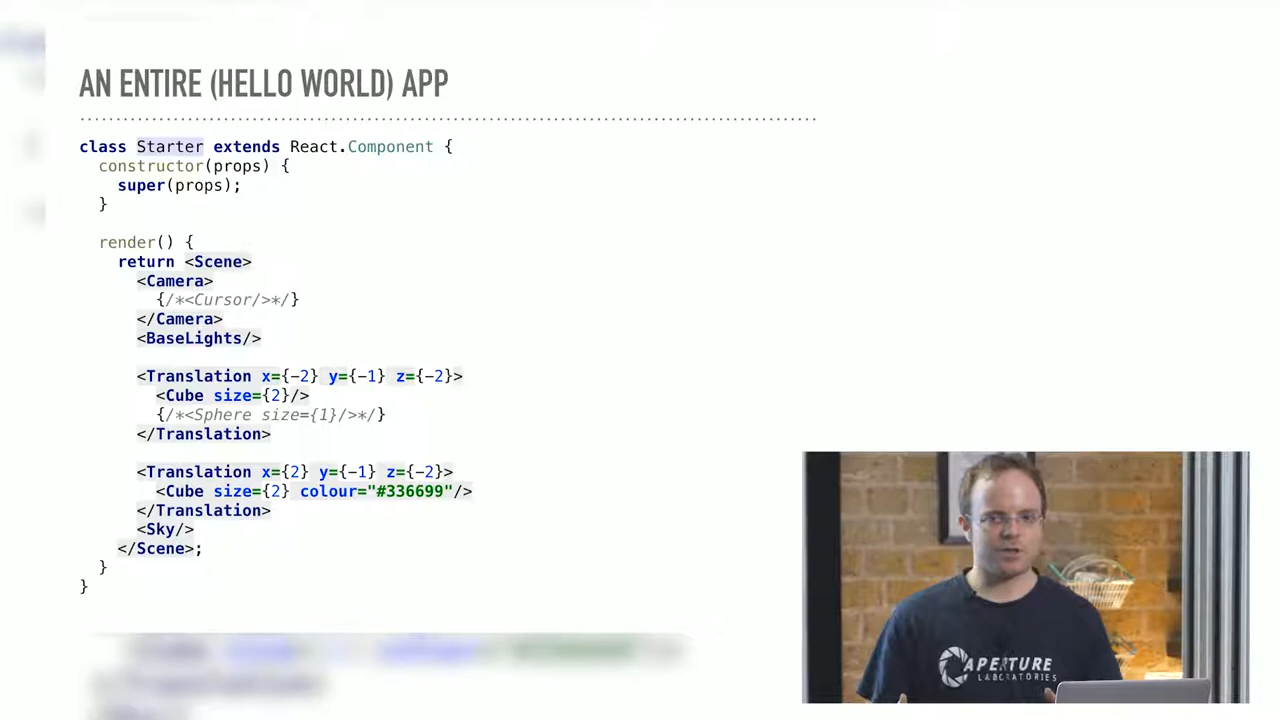 AN ENTIRE (HELLO WORLD) APP
class Starter extends React.Component {
constructor(props) {
super(props);
}
render() {
return <Scene>
<Camera>
{/*<Cursor/>*/}
</Camera>
<BaseLights/>
<Translation x={-2} y={-1} z={-2}>
<Cube size={2}/>
{/*<Sphere size={1}/>*/}
</Translation>
<Translation x={2} y={-1} z={-2}>
<Cube size={2} colour="#336699"/>
</Translation>
<Sky/>
</Scene>;
}
}
APERTURE
LABORATORIES